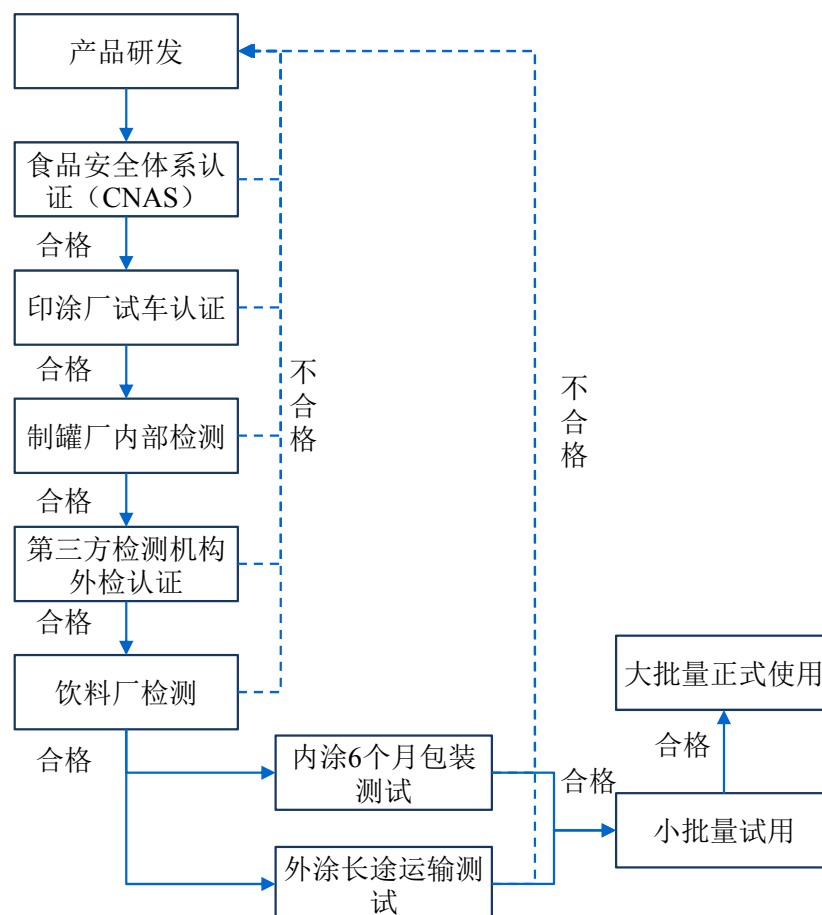 产品研发
食品安全体系认
证（CNAS）
合格
印涂厂试车认证
合格
制罐厂内部检测
合格
第三方检测机构
外检认证
合格
饮料厂检测
合格
不
合
格
不
合
格
内涂6个月包装
测试
外涂长途运输测
试
合格
小批量试用
合格
大批量正式使用